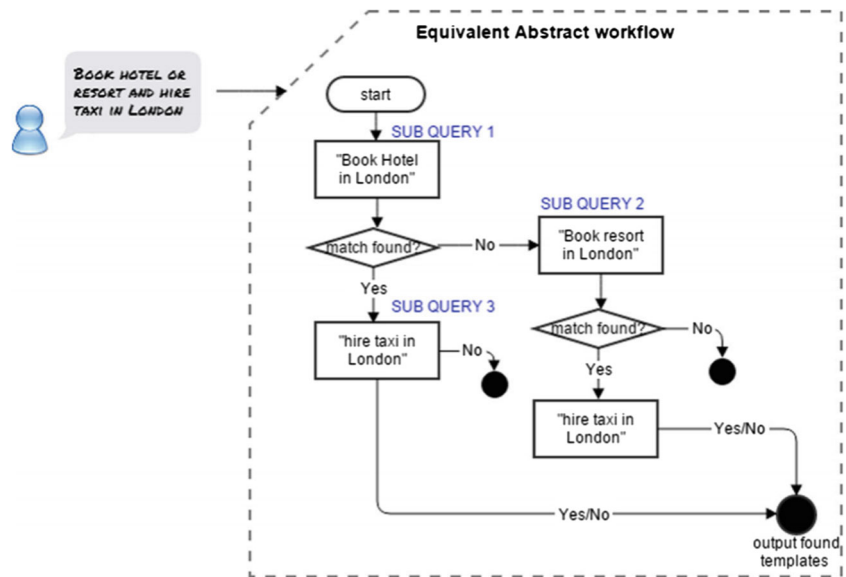 Equivalent Abstract workflow
BOOK HOTEL OR
RESORT AND HIRE
TAXI IN LONDON
start
SUB QUERY 1
"Book Hotel
in London"
SUB QUERY 2
match found?
No
"Book resort
in London"
Yes
SUB QUERY 3
match found?
No
"hire taxi in
London"
No
Yes
"hire taxi in
London"
Yes/No
Yes/No
output found
templates